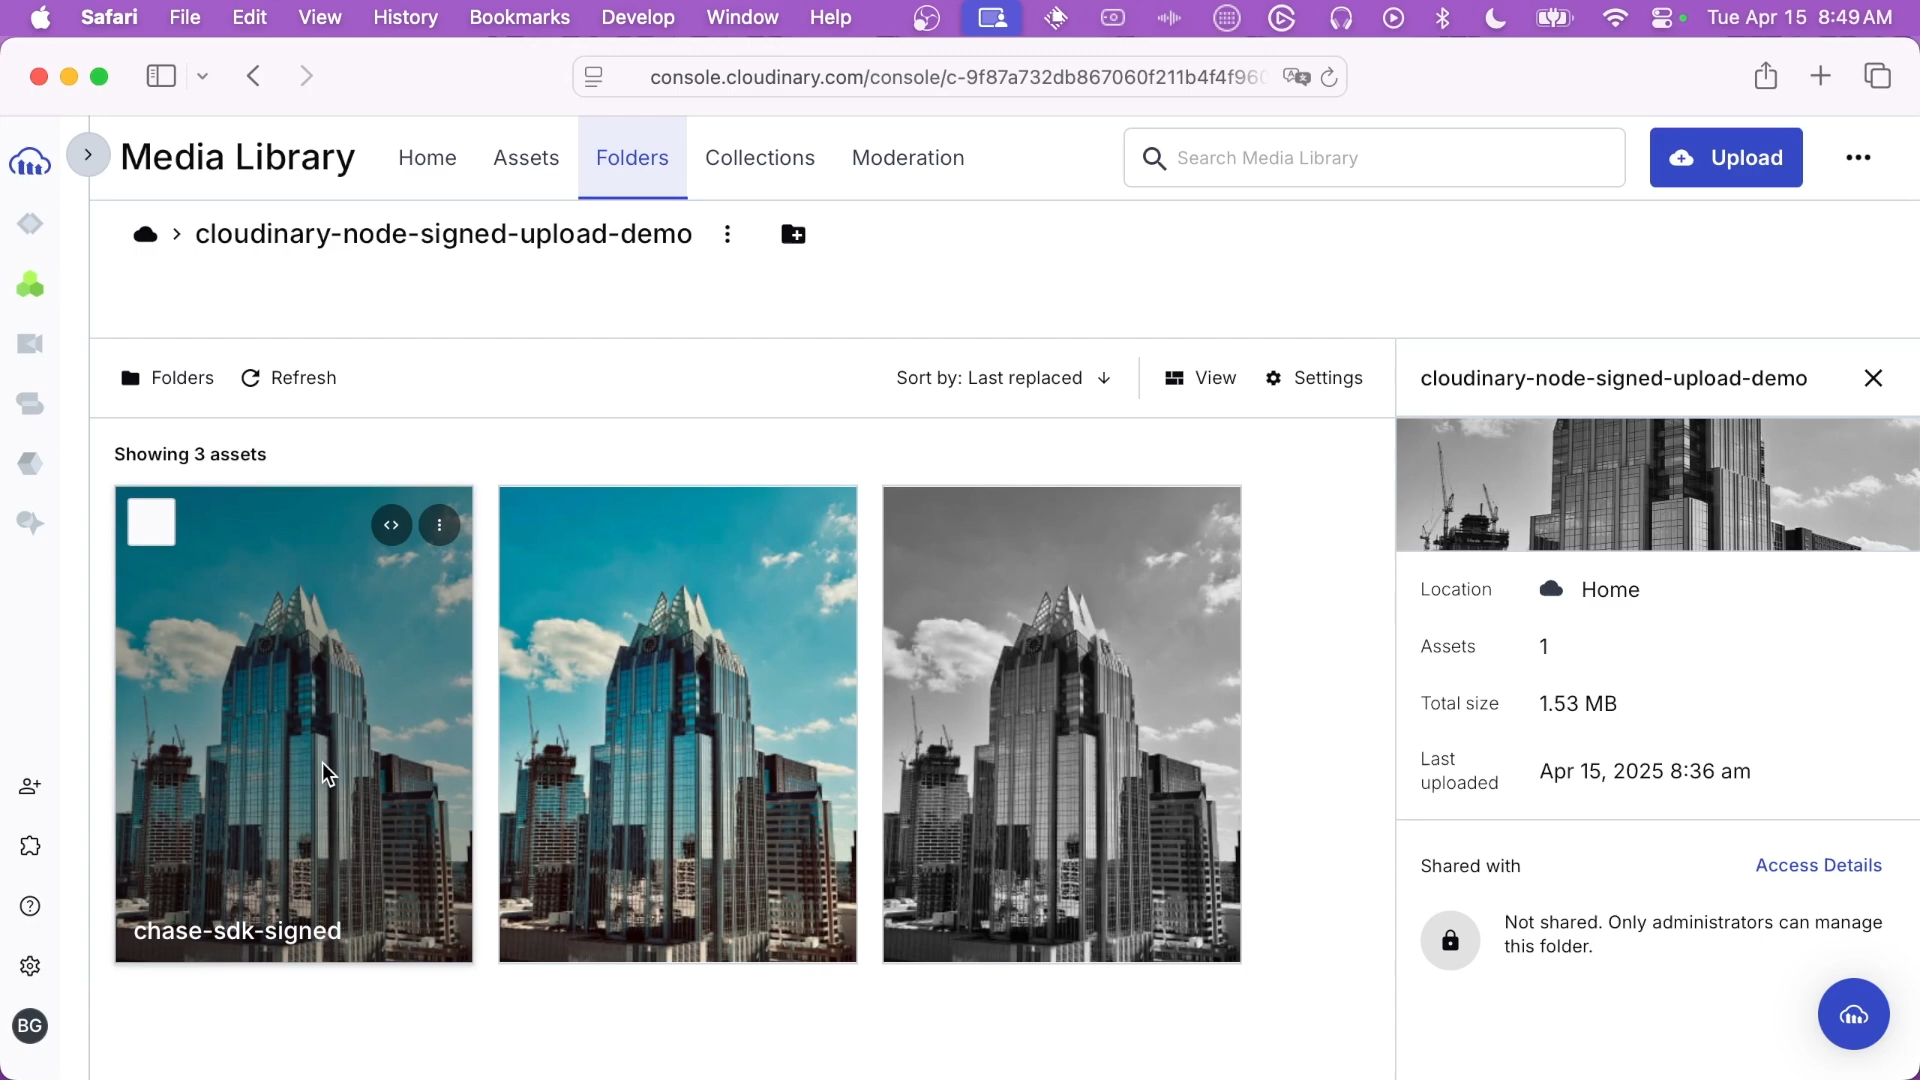 Safari File Edit View History Bookmarks Develop Window Help Tue Apr 15 8:49 AM
console.cloudinary.com/console/c-9f87a732db867060f211b4f4f960
Media Library Home Assets Folders Collections Moderation Search Media Library Upload
cloudinary-node-signed-upload-demo
Folders Refresh Sort by: Last replaced View Settings
cloudinary-node-signed-upload-demo
Showing 3 assets
chase-sdk-signed
Location Home
Assets 1
Total size 1.53 MB
Last uploaded Apr 15, 2025 8:36 am
Shared with Access Details
Not shared. Only administrators can manage
this folder.
BG